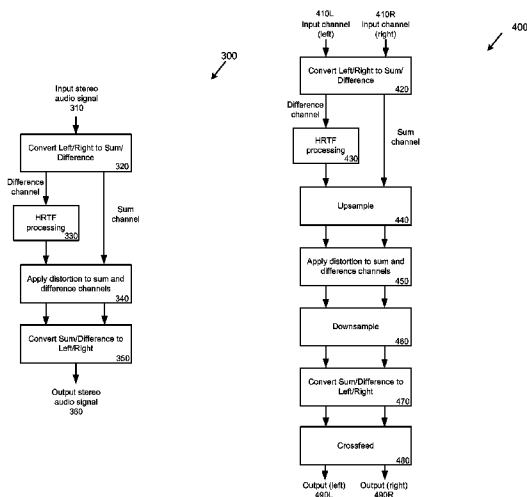 300
Input stereo
audio signal
310
Convert Left/Right to Sum/
Difference
320
Difference
channel
Sum
channel
HRTF
processing
330
Apply distortion to sum and
difference channels
340
Convert Sum/Difference to
Left/Right
350
Output stereo
audio signal
360
400
410L
Input channel
(left)
410R
Input channel
(right)
Convert Left/Right to Sum/
Difference
420
Difference
channel
Sum
channel
HRTF
processing
430
Upsample
440
Apply distortion to sum and
difference channels
450
Downsample
460
Convert Sum/Difference to
Left/Right
470
Crossfeed
480
Output (left)
490L
Output (right)
490R